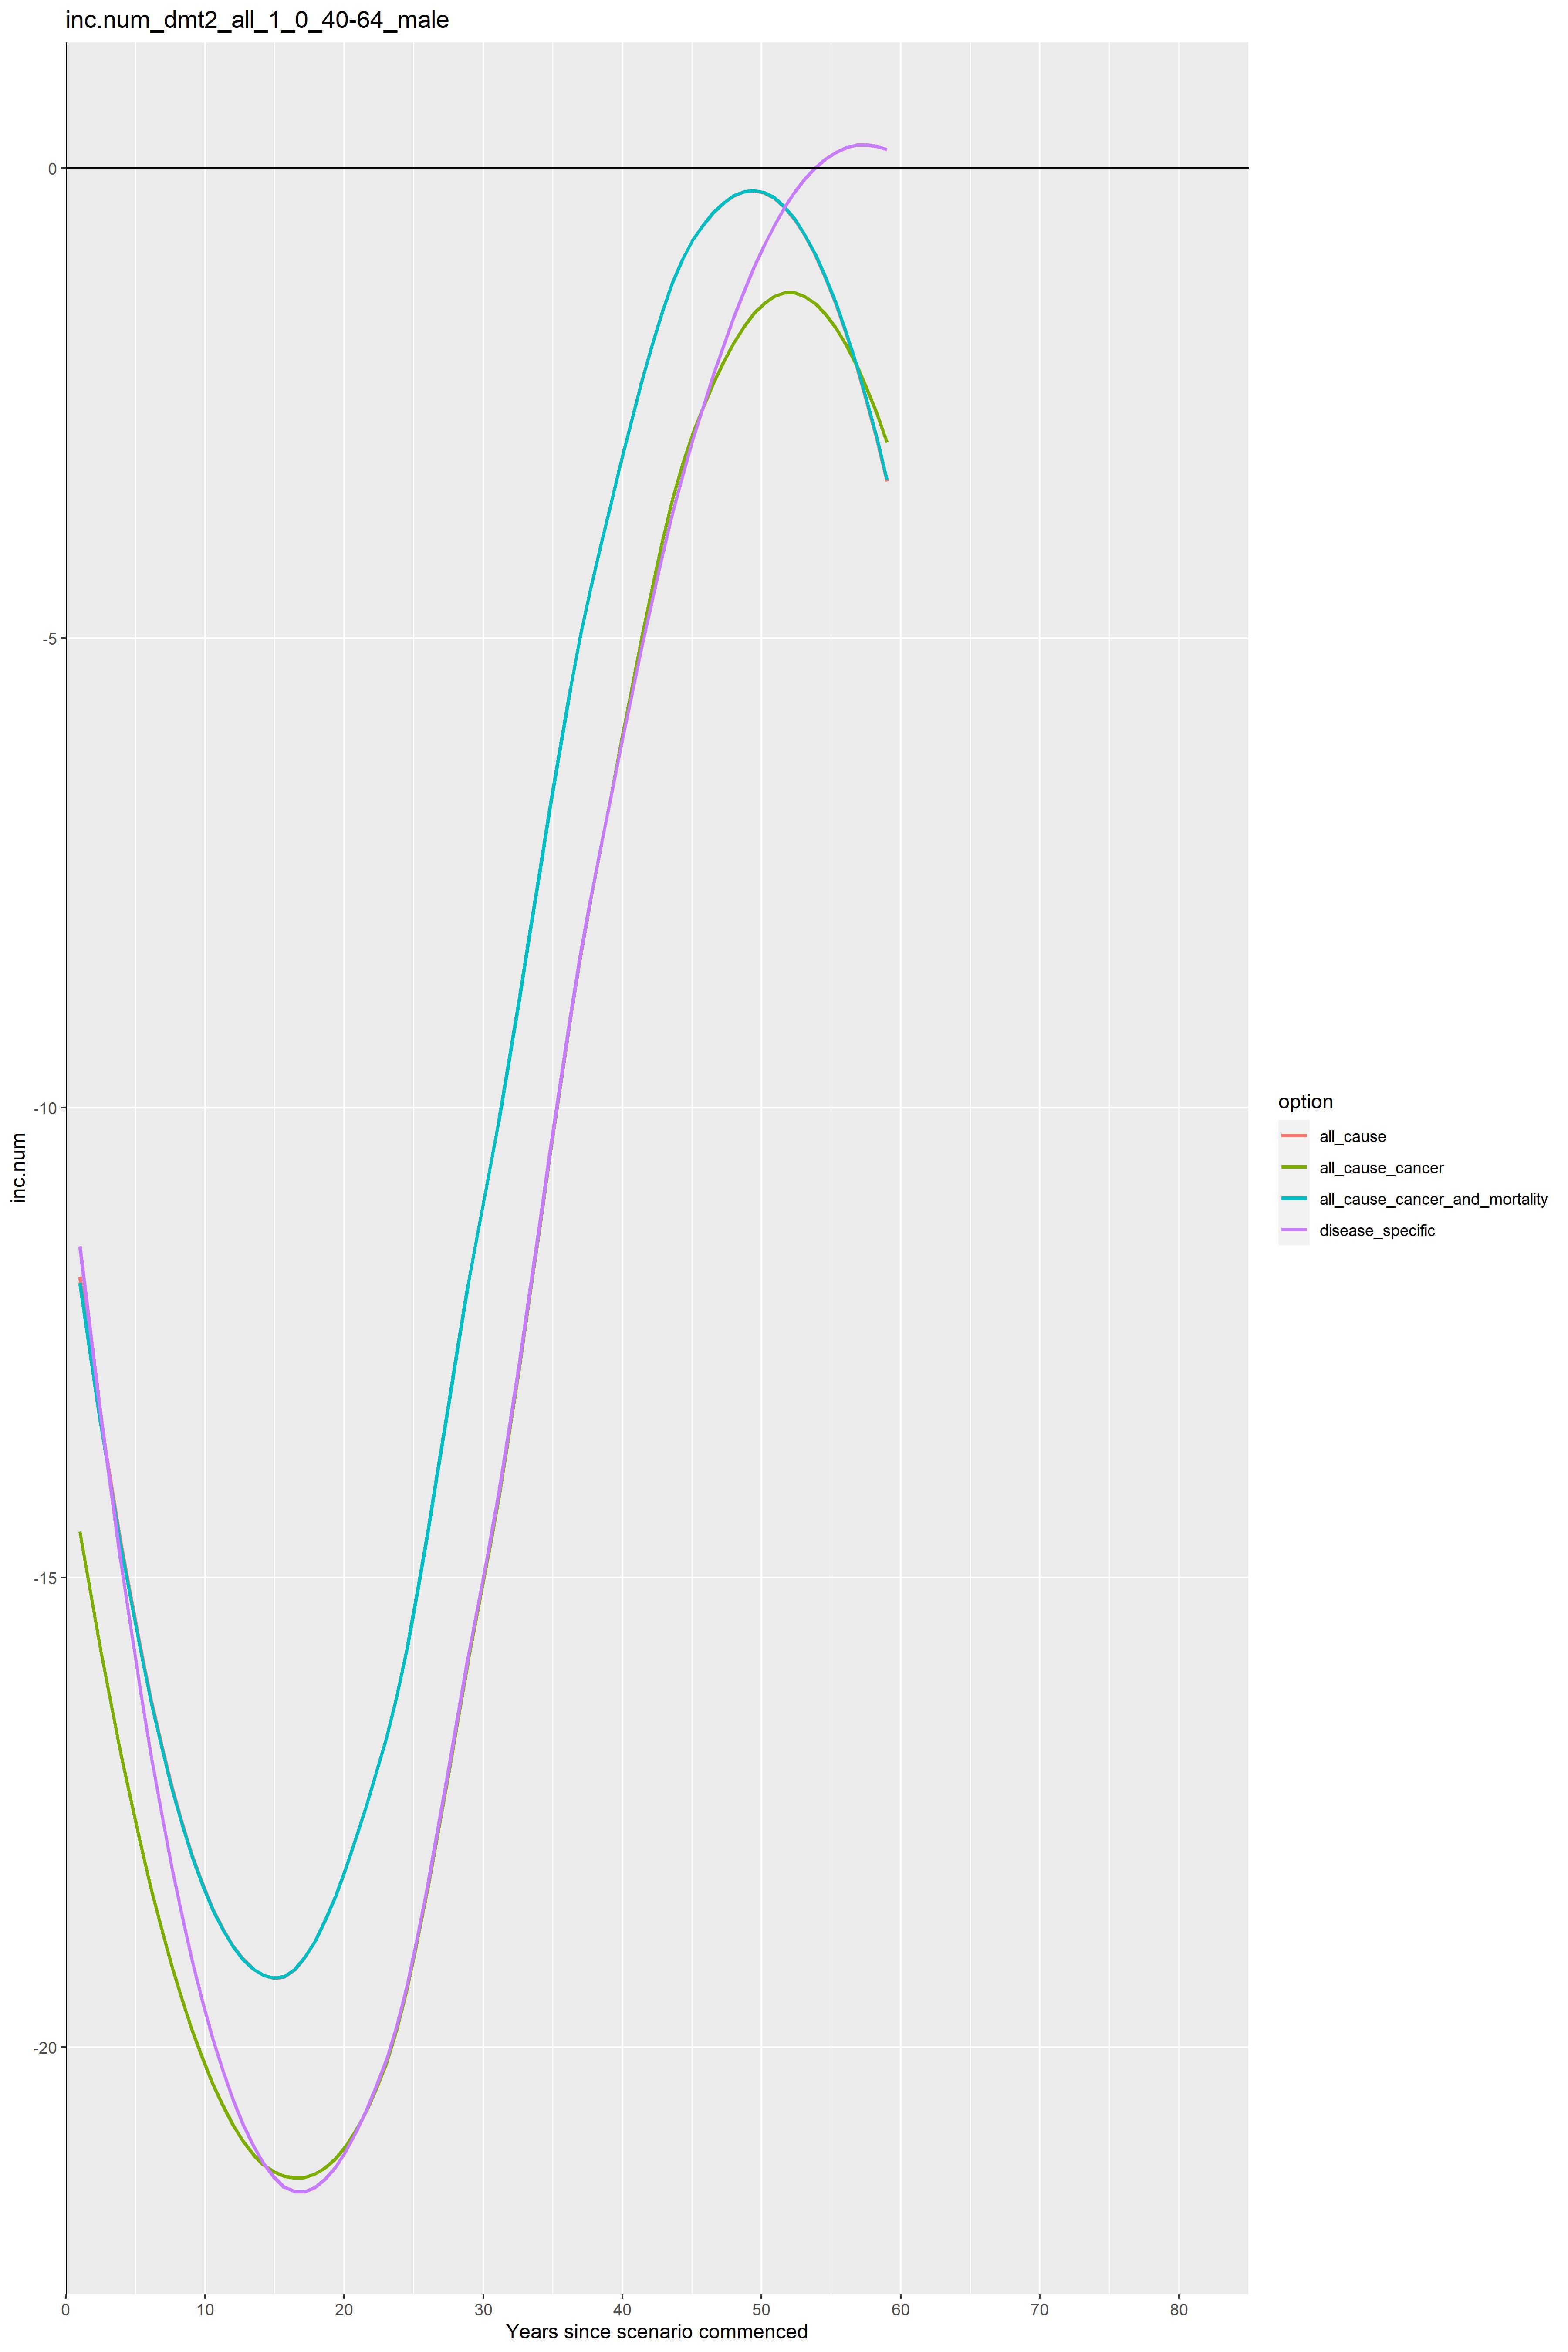 inc.num_dmt2_all_1_0_40-64_male
0
-5
-10
-15
-20
inc.num
0 10 20 30 40 50 60 70 80
Years since scenario commenced
option
all_cause
all_cause_cancer
all_cause_cancer_and_mortality
disease_specific